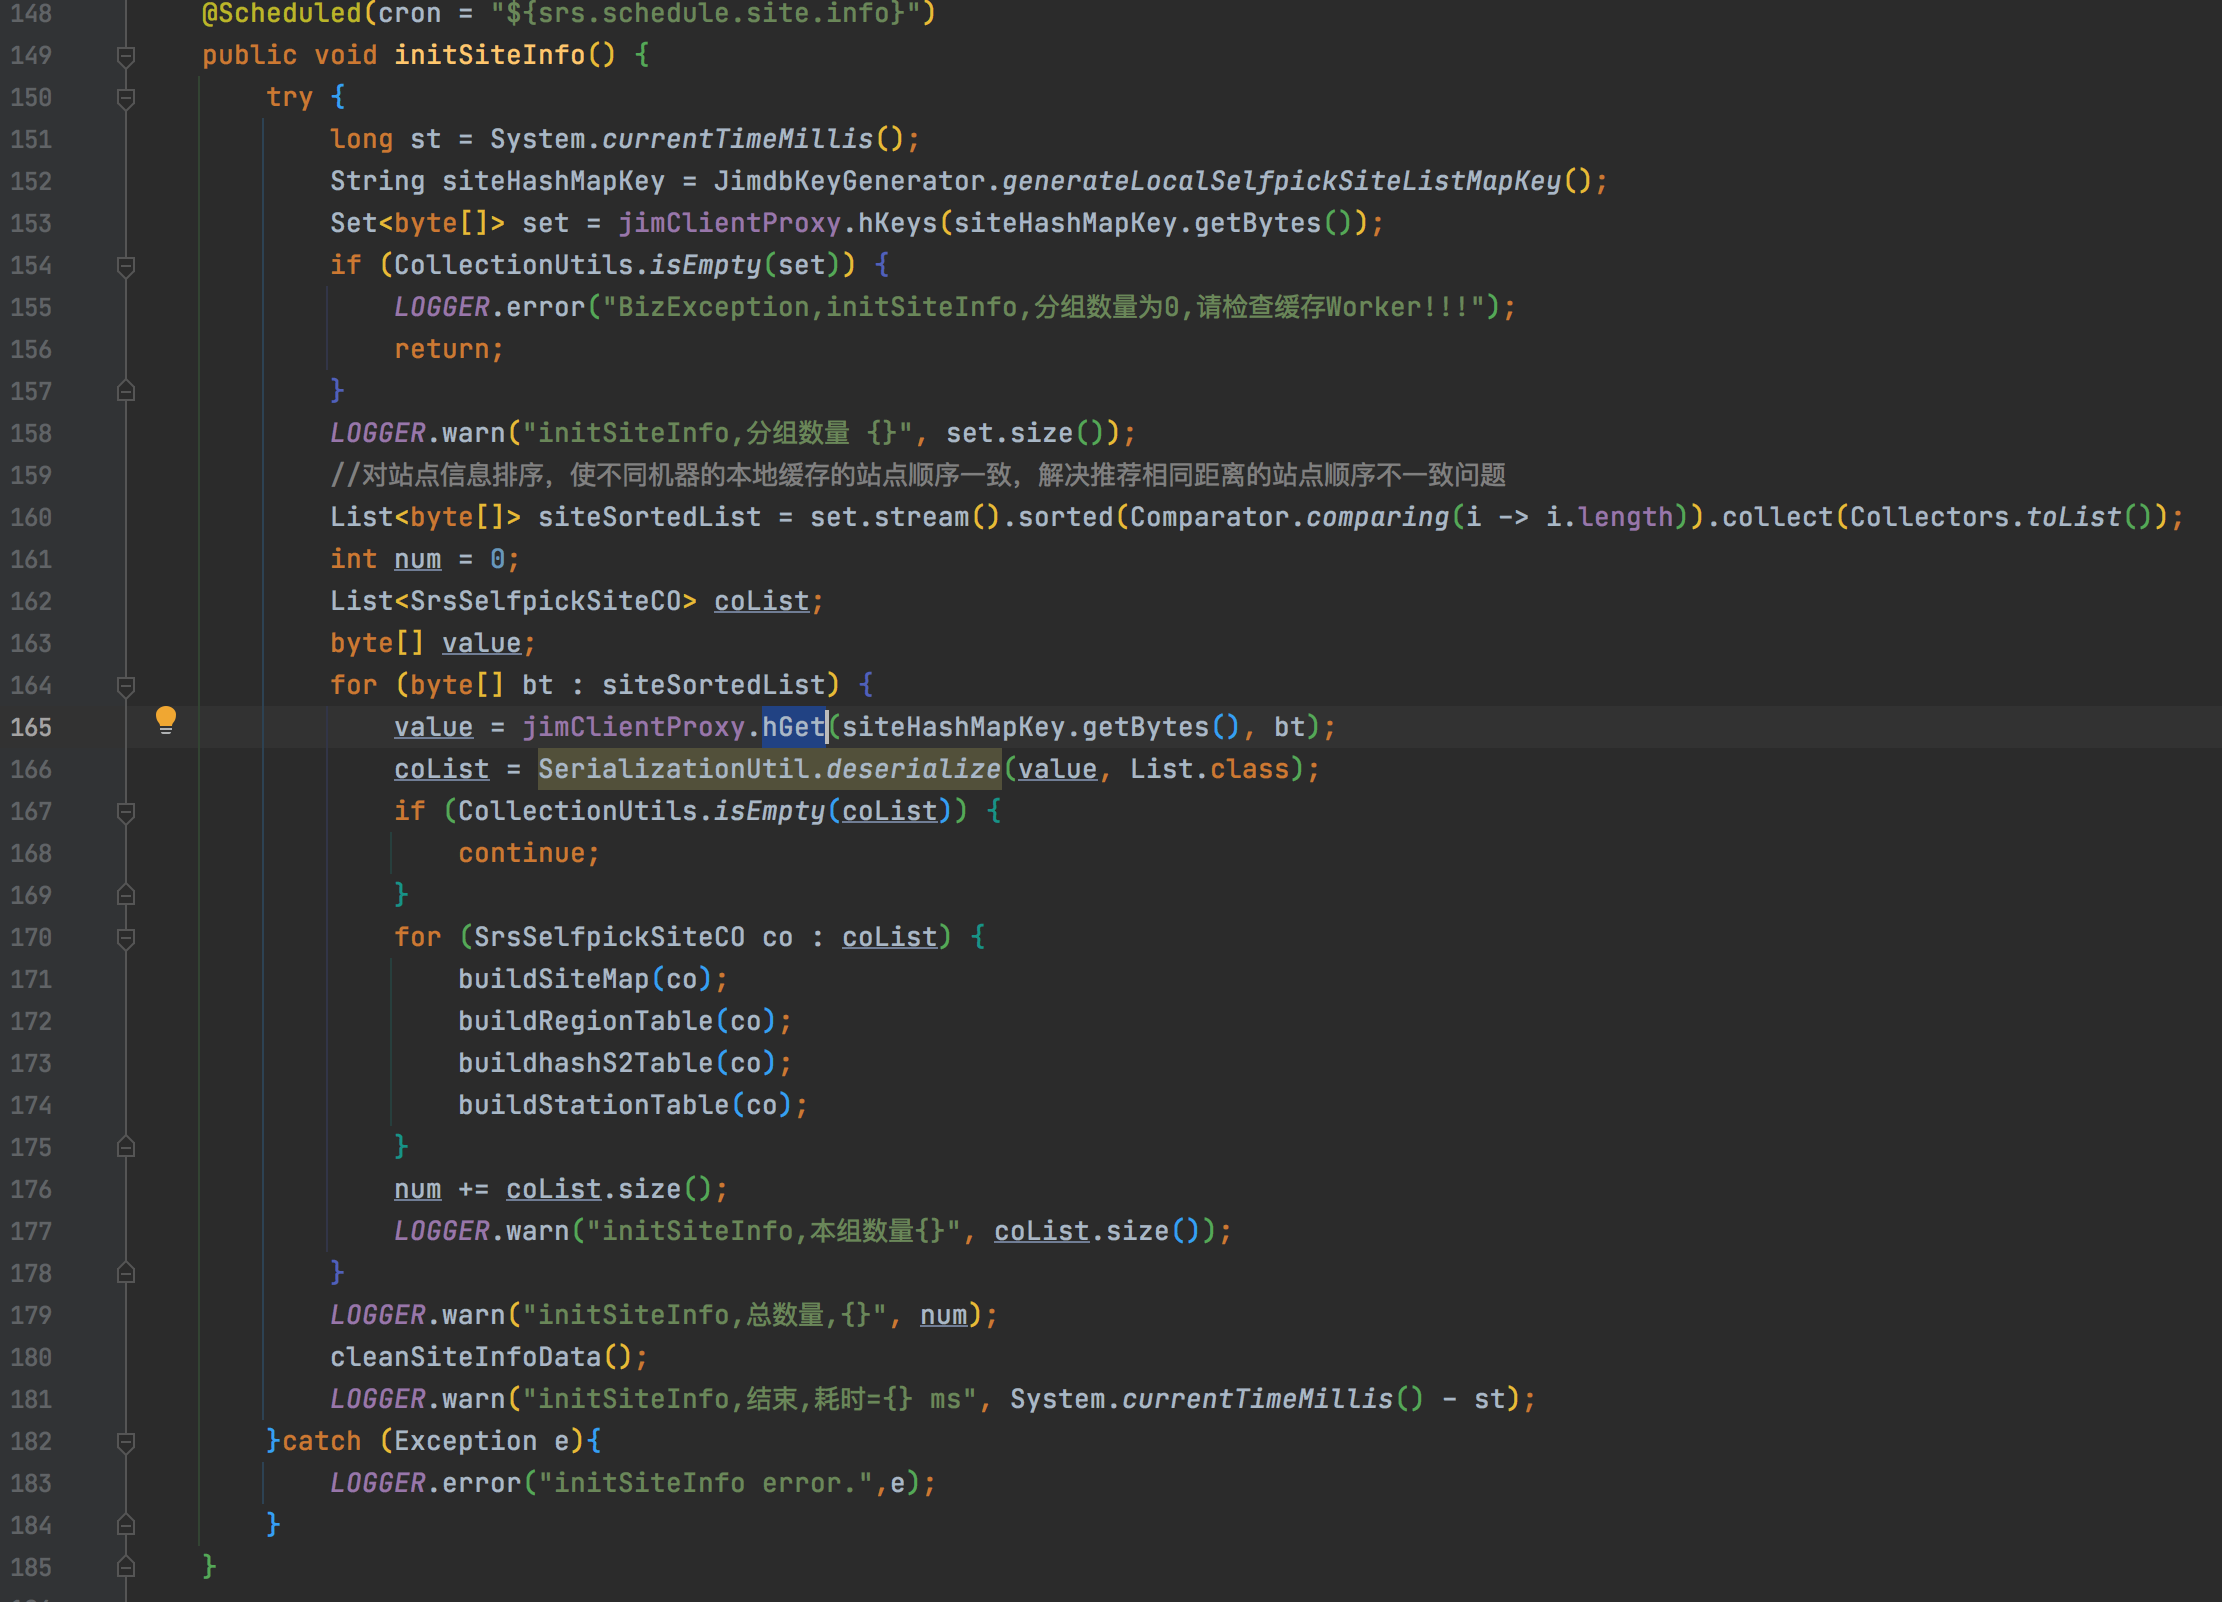 148 @Scheduled(cron = "${srs.schedule.site.info}")
149 public void initSiteInfo() {
150 try {
151 long st = System.currentTimeMillis();
152 String siteHashMapKey = JimdbKeyGenerator.generateLocalSelfpickSiteListMapKey();
153 Set<byte[]> set = jimClientProxy.hKeys(siteHashMapKey.getBytes());
154 if (CollectionUtils.isEmpty(set)) {
155 LOGGER.error("BizException,initSiteInfo,分组数量为0,请检查缓存Worker!!!");
156 return;
157 }
158 LOGGER.warn("initSiteInfo,分组数量 {}", set.size());
159 //对站点信息排序，使不同机器的本地缓存的站点顺序一致，解决推荐相同距离的站点顺序不一致问题
160 List<byte[]> siteSortedList = set.stream().sorted(Comparator.comparing(i -> i.length)).collect(Collectors.toList());
161 int num = 0;
162 List<SrsSelfpickSiteCO> coList;
163 byte[] value;
164 for (byte[] bt : siteSortedList) {
165 value = jimClientProxy.hGet(siteHashMapKey.getBytes(), bt);
166 coList = SerializationUtil.deserialize(value, List.class);
167 if (CollectionUtils.isEmpty(coList)) {
168 continue;
169 }
170 for (SrsSelfpickSiteCO co : coList) {
171 buildSiteMap(co);
172 buildRegionTable(co);
173 buildhashS2Table(co);
174 buildStationTable(co);
175 }
176 num += coList.size();
177 LOGGER.warn("initSiteInfo,本组数量{}", coList.size());
178 }
179 LOGGER.warn("initSiteInfo,总数量,{}", num);
180 cleanSiteInfoData();
181 LOGGER.warn("initSiteInfo,结束,耗时={} ms", System.currentTimeMillis() - st);
182 }catch (Exception e){
183 LOGGER.error("initSiteInfo error.",e);
184 }
185 }